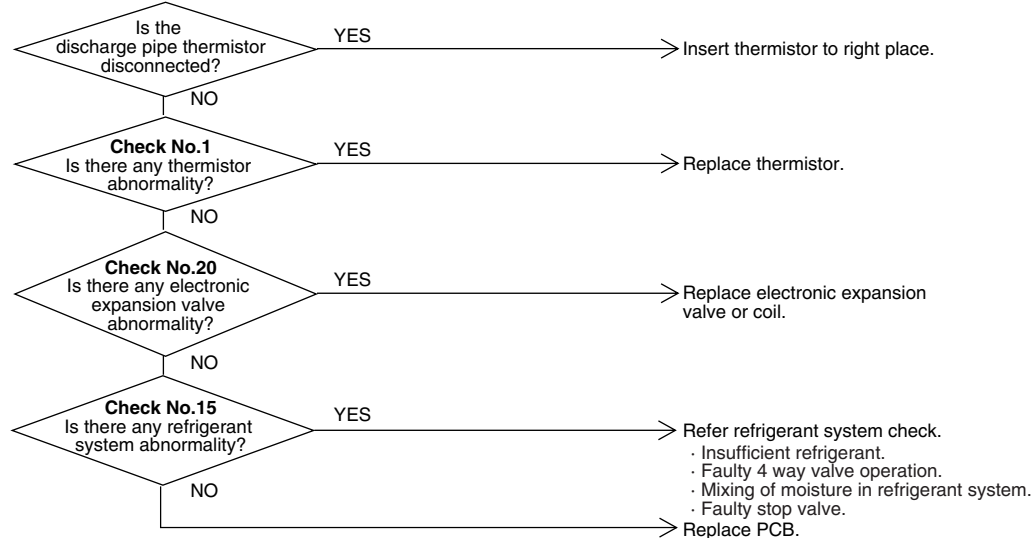 Is the
discharge pipe thermistor
disconnected?
YES
Insert thermistor to right place.
NO
Check No.1
Is there any thermistor
abnormality?
YES
Replace thermistor.
NO
Check No.20
Is there any electronic
expansion valve
abnormality?
YES
Replace electronic expansion
valve or coil.
NO
Check No.15
Is there any refrigerant
system abnormality?
YES
Refer refrigerant system check.
· Insufficient refrigerant.
· Faulty 4 way valve operation.
· Mixing of moisture in refrigerant system.
· Faulty stop valve.
NO
Replace PCB.